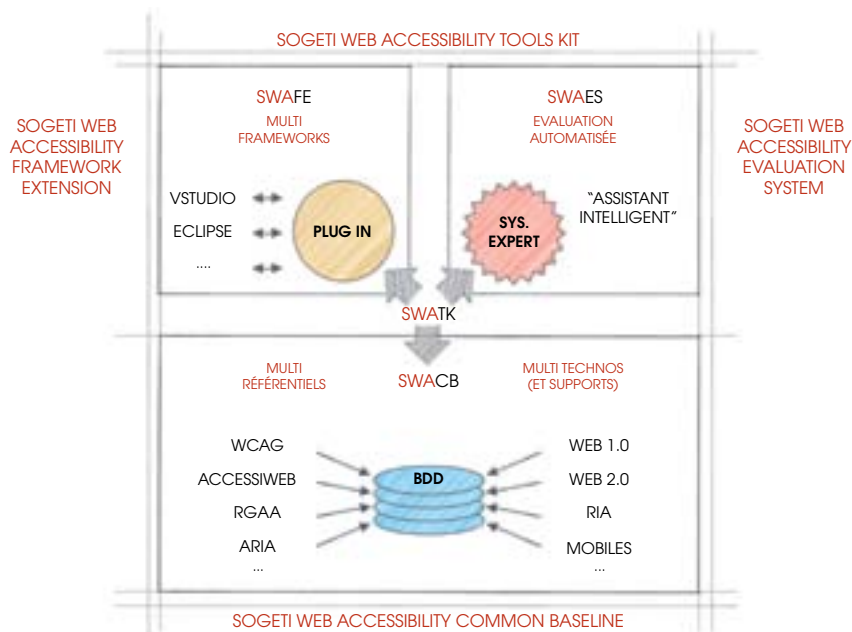 SOGETI WEB ACCESSIBILITY TOOLS KIT
SOGETI WEB
ACCESSIBILITY
FRAMEWORK
EXTENSION
SWAFE
MULTI
FRAMEWORKS
VSTUDIO
ECLIPSE
....
PLUG IN
SWAES
EVALUATION
AUTOMATISÉE
SYS.
EXPERT
“ASSISTANT
INTELLIGENT”
SOGETI WEB
ACCESSIBILITY
EVALUATION
SYSTEM
SWATK
MULTI
RÉFÉRENTIELS
SWACB
MULTI TECHNOS
(ET SUPPORTS)
WCAG
ACCESSIWEB
RGAA
ARIA
...
BDD
WEB 1.0
WEB 2.0
RIA
MOBILES
...
SOGETI WEB ACCESSIBILITY COMMON BASELINE